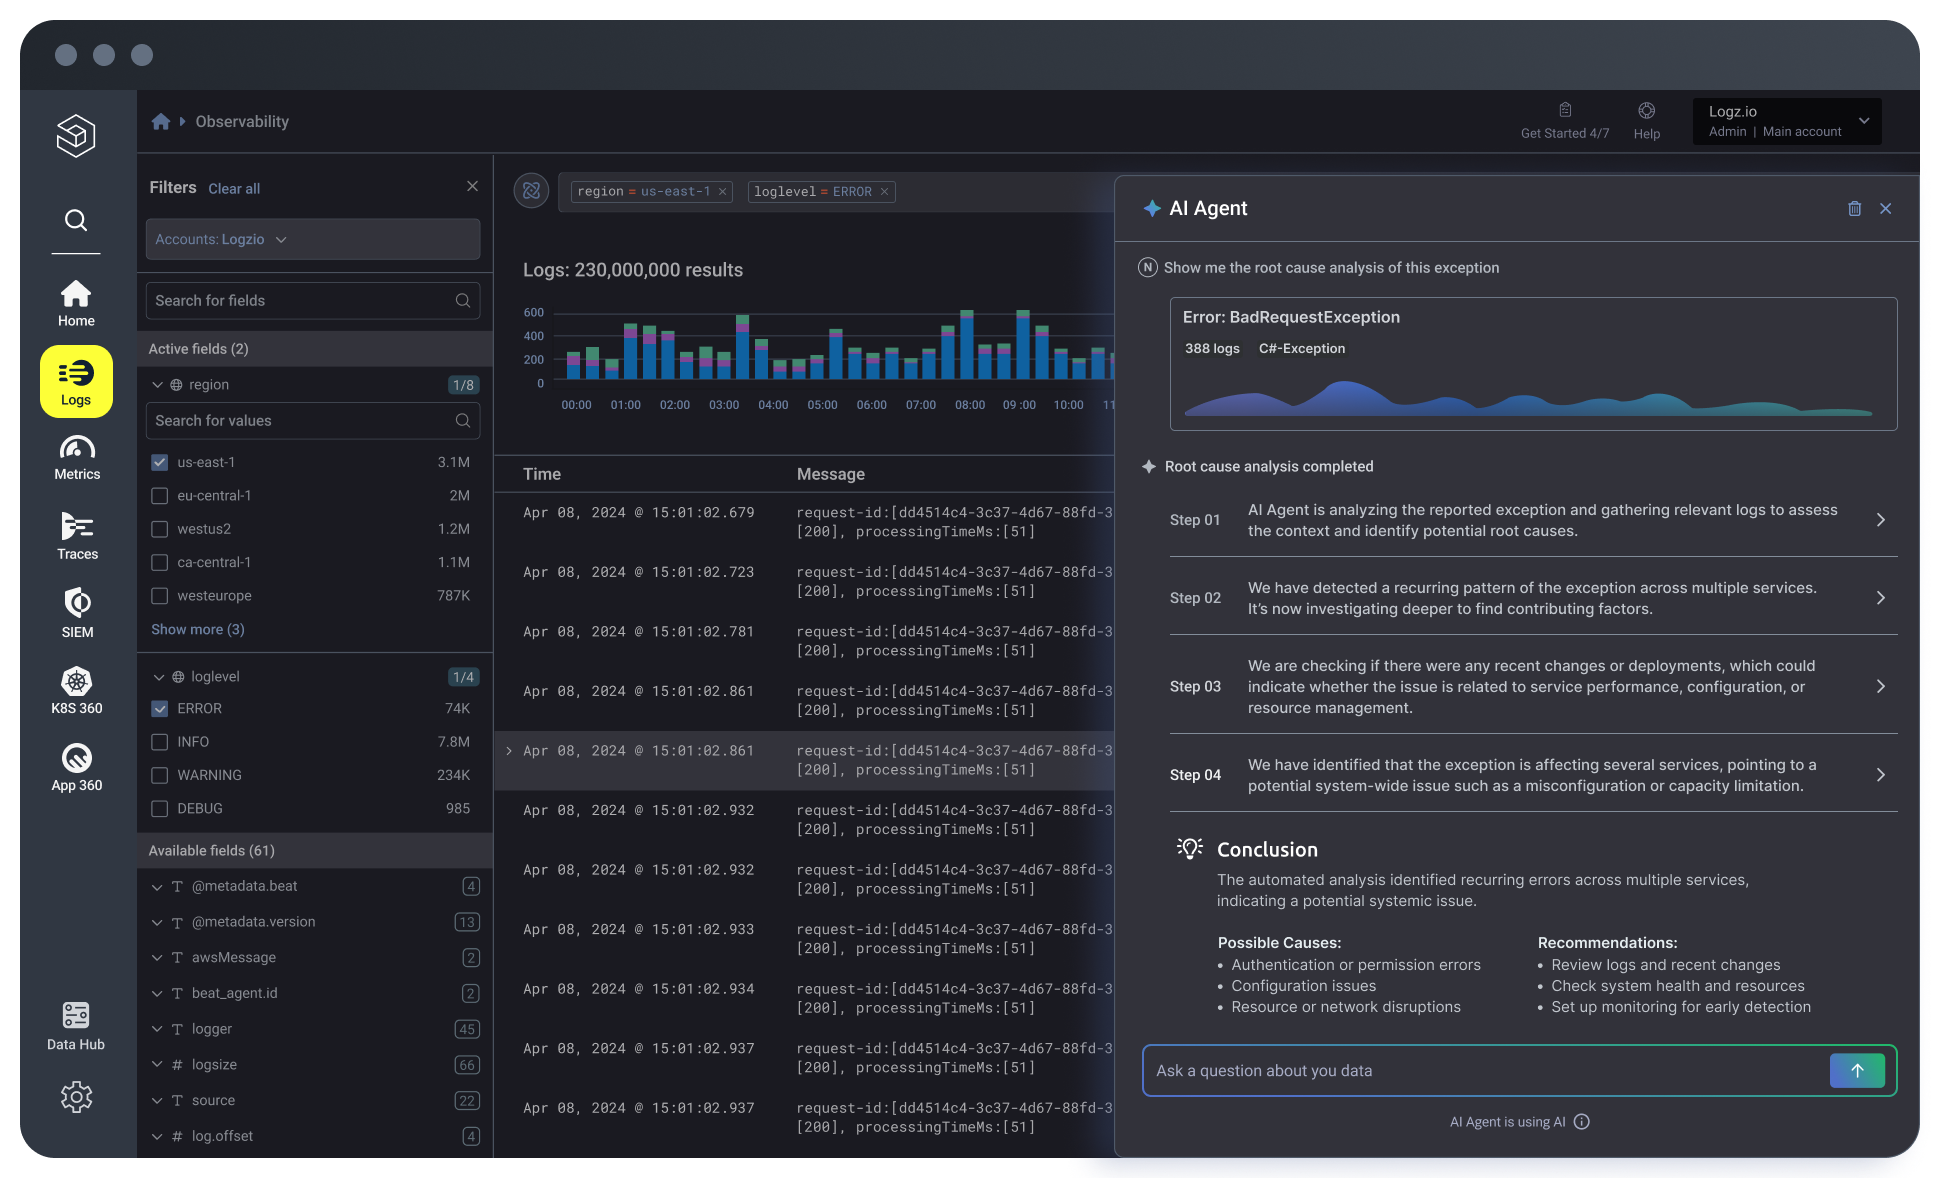 Observability
Get Started 4/7
Help
Logz.io
Admin | Main account
Home
Logs
Metrics
Traces
SIEM
K8S 360
App 360
Data Hub
Filters Clear all
Accounts: Logzio
Search for fields
Active fields (2)
region 1/8
Search for values
us-east-1 3.1M
eu-central-1 2M
westus2 1.2M
ca-central-1 1.1M
westeurope 787K
Show more (3)
loglevel 1/4
ERROR 74K
INFO 7.8M
WARNING 234K
DEBUG 985
Available fields (61)
T @metadata.beat 4
T @metadata.version 13
T awsMessage 2
T beat_agent.id 2
T logger 45
# logsize 66
T source 22
# log.offset 4
region = us-east-1 × loglevel = ERROR ×
Logs: 230,000,000 results
600
400
200
0
00:00 01:00 02:00 03:00 04:00 05:00 06:00 07:00 08:00 09 :00 10:00 11
Time Message
Apr 08, 2024 @ 15:01:02.679 request-id:[dd4514c4-3c37-4d67-88fd-3
[200], processingTimeMs:[51]
Apr 08, 2024 @ 15:01:02.723 request-id:[dd4514c4-3c37-4d67-88fd-3
[200], processingTimeMs:[51]
Apr 08, 2024 @ 15:01:02.781 request-id:[dd4514c4-3c37-4d67-88fd-3
[200], processingTimeMs:[51]
Apr 08, 2024 @ 15:01:02.861 request-id:[dd4514c4-3c37-4d67-88fd-3
[200], processingTimeMs:[51]
Apr 08, 2024 @ 15:01:02.861 request-id:[dd4514c4-3c37-4d67-88fd-3
[200], processingTimeMs:[51]
Apr 08, 2024 @ 15:01:02.932 request-id:[dd4514c4-3c37-4d67-88fd-3
[200], processingTimeMs:[51]
Apr 08, 2024 @ 15:01:02.932 request-id:[dd4514c4-3c37-4d67-88fd-3
[200], processingTimeMs:[51]
Apr 08, 2024 @ 15:01:02.933 request-id:[dd4514c4-3c37-4d67-88fd-3
[200], processingTimeMs:[51]
Apr 08, 2024 @ 15:01:02.934 request-id:[dd4514c4-3c37-4d67-88fd-3
[200], processingTimeMs:[51]
Apr 08, 2024 @ 15:01:02.937 request-id:[dd4514c4-3c37-4d67-88fd-3
[200], processingTimeMs:[51]
Apr 08, 2024 @ 15:01:02.937 request-id:[dd4514c4-3c37-4d67-88fd-3
[200], processingTimeMs:[51]
AI Agent
N Show me the root cause analysis of this exception
Error: BadRequestException
388 logs C#-Exception
Root cause analysis completed
Step 01 AI Agent is analyzing the reported exception and gathering relevant logs to assess
the context and identify potential root causes.
Step 02 We have detected a recurring pattern of the exception across multiple services.
It's now investigating deeper to find contributing factors.
Step 03 We are checking if there were any recent changes or deployments, which could
indicate whether the issue is related to service performance, configuration, or
resource management.
Step 04 We have identified that the exception is affecting several services, pointing to a
potential system-wide issue such as a misconfiguration or capacity limitation.
Conclusion
The automated analysis identified recurring errors across multiple services,
indicating a potential systemic issue.
Possible Causes:
• Authentication or permission errors
• Configuration issues
• Resource or network disruptions
Recommendations:
• Review logs and recent changes
• Check system health and resources
• Set up monitoring for early detection
Ask a question about you data
AI Agent is using AI